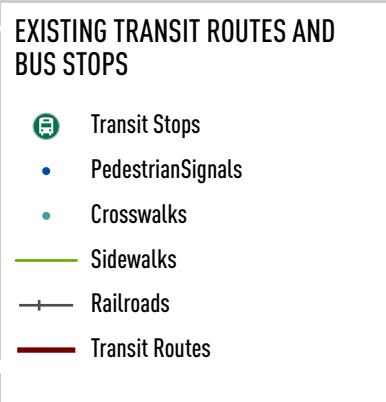 EXISTING TRANSIT ROUTES AND
BUS STOPS
Transit Stops
PedestrianSignals
Crosswalks
Sidewalks
Railroads
Transit Routes